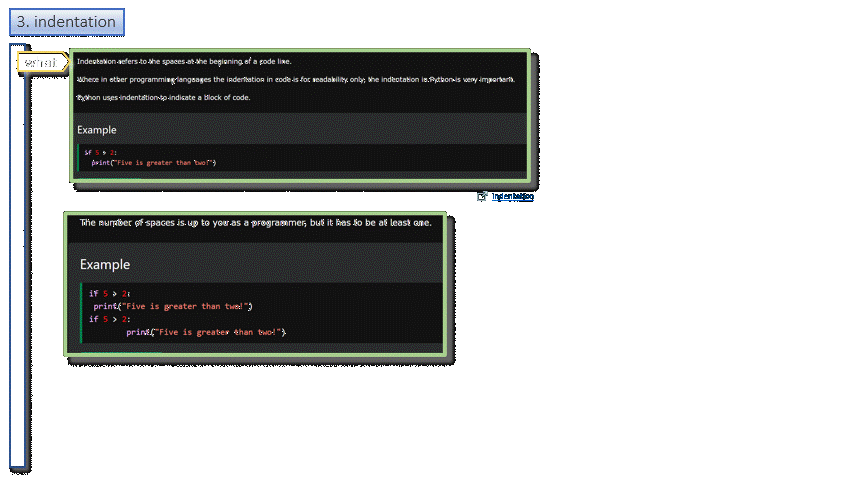 3. indentation
Indentation refers to the spaces at the beginning of a code line.
Where in other programming languages the indentation in code is for readability only, the indentation in Python is very important.
Python uses indentation to indicate a block of code.
Example
if 5 > 2:
print("Five is greater than two!")
Indentation
The number of spaces is up to you as a programmer, but it has to be at least one.
Example
if 5 > 2:
print("Five is greater than two!")
if 5 > 2:
print("Five is greater than two!")